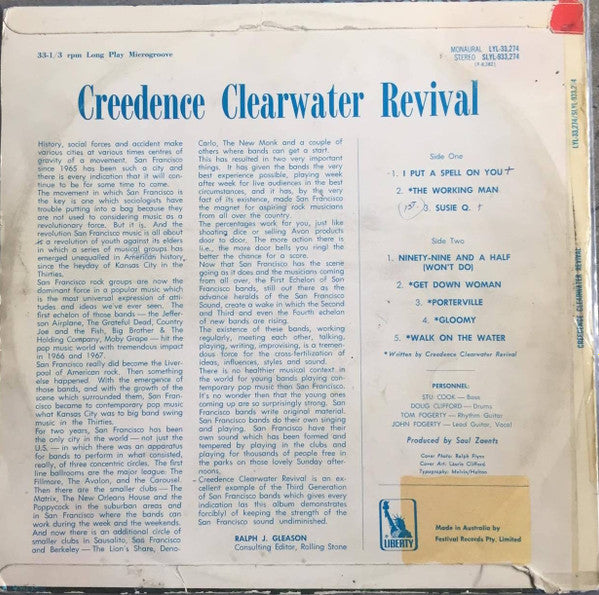 33-1/3 rpm Long Play Microgroove
MONAURAL LYL-33,274
STEREO SLYL-933,274
Creedence Clearwater Revival
History, social forces and accident make
various cities at various times centres of
gravity of a movement. San Francisco
since 1965 has been such a city and
there is every indication that it will con-
tinue to be for some time to come.
The movement in which San Francisco is
the key is one which sociologists have
trouble putting into a bag because they
are not used to considering music as a
revolutionary force. But it is. And the
revolution San Francisco music is all about
is a revolution of youth against its elders
in which a series of musical groups has
emerged unequalled in American history
since the heyday of Kansas City in the
Thirties.
San Francisco rock groups are now the
dominant force in a popular music which
is the most universal expression of atti-
tudes and ideas we've ever seen. The
first echelon of those bands — the Jeffer-
son Airplane, The Grateful Dead, Country
Joe and the Fish, Big Brother & The
Holding Company, Moby Grape — hit the
pop music world with tremendous impact
in 1966 and 1967.
San Francisco really did become the Liver-
pool of American rock. Then something
else happened. With the emergence of
those bands, and with the growth of the
scene which surrounded them, San Fran-
cisco became to contemporary pop music
what Kansas City was to big band swing
music in the Thirties.
For two years, San Francisco has been
the only city in the world — not just the
U.S. — in which there was an apparatus
for bands to perform in what consisted,
really, of three concentric circles. The first
line ballrooms are the major league: The
Fillmore, The Avalon, and the Carousel.
Then there are the smaller clubs — The
Matrix, The New Orleans House and the
Poppycock in the suburban areas and
in San Francisco where the bands can
work during the week and the weekends.
And now there is an additional circle of
smaller clubs in Sausalito, San Francisco
and Berkeley — The Lion's Share, Deno-
Carlo, The New Monk and a couple of
others where bands can get a start.
This has resulted in two very important
things. It has given the bands the very
best experience possible, playing week
after week for live audiences in the best
circumstances, and it has, by the very
fact of its existence, made San Francisco
the magnet for aspiring rock musicians
from all over the country.
The percentages work for you, just like
shooting dice or selling Avon products
door to door. The more action there is
i.e., the more door bells you ring) the
better the chance for a score.
Now that San Francisco has the scene
going as it does and the musicians coming
from all over, the First Echelon of San
Francisco bands, still out there as the
advance heralds of the San Francisco
Sound, create a wake in which the Second
and Third and even the Fourth echelon
of new bands are rising.
The existence of these bands, working
regularly, meeting each other, talking,
playing, writing, improvising, is a tremen-
dous force for the cross-fertilization of
ideas, influences, styles and sound.
There is no healthier musical context in
the world for young bands playing contem-
porary pop music than San Francisco.
It's no wonder then that the young ones
coming up are so surprisingly strong. San
Francisco bands write original material.
San Francisco bands do their own singing
and playing. San Francisco have their
own sound which has been formed and
tempered by playing in the clubs and
playing for thousands of people free in
the parks on those lovely Sunday after-
noons.
Creedence Clearwater Revival is an ex-
cellent example of the Third Generation
of San Francisco bands which gives every
indication (as this album demonstrates
forcibly) of keeping the strength of the
San Francisco sound undiminished.
RALPH J. GLEASON
Consulting Editor, Rolling Stone
Side One
1. I PUT A SPELL ON YOU +
2. *THE WORKING MAN
(1ST) 3. SUSIE Q. +
Side Two
1. NINETY-NINE AND A HALF
(WON'T DO)
2. *GET DOWN WOMAN
3. *PORTERVILLE
4. *GLOOMY
5. *WALK ON THE WATER
*Written by Creedence Clearwater Revival
PERSONNEL:
STU COOK — Bass
DOUG CLIFFORD — Drums
TOM FOGERTY — Rhythm Guitar
JOHN FOGERTY — Lead Guitar, Vocal
Produced by Saul Zaentz
Cover Photo: Ralph Flynn
Cover Art: Laurie Clifford
Typography: Melvin/Halton
LIBERTY
Made in Australia by
Festival Records Pty. Limited
LYL-33,274/SLYL-933,274
CREEDENCE CLEARWATER REVIVAL